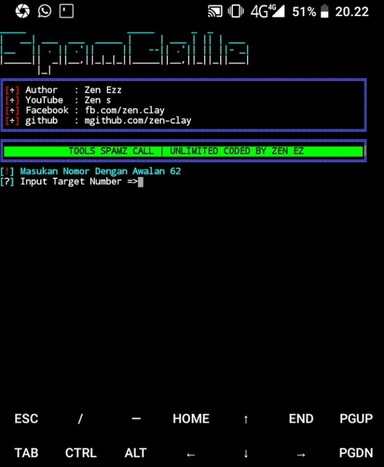 4G 4G 51% 20.22
SpamCalls
[+] Author : Zen Ezz
[+] YouTube : Zen s
[+] Facebook : fb.com/zen.clay
[+] github : mgithub.com/zen-clay
TOOLS SPAMZ CALL | UNLIMITED CODED BY ZEN EZ
[!] Masukan Nomor Dengan Awalan 62
[?] Input Target Number =>
ESC / — HOME ↑ END PGUP
TAB CTRL ALT ← ↓ → PGDN